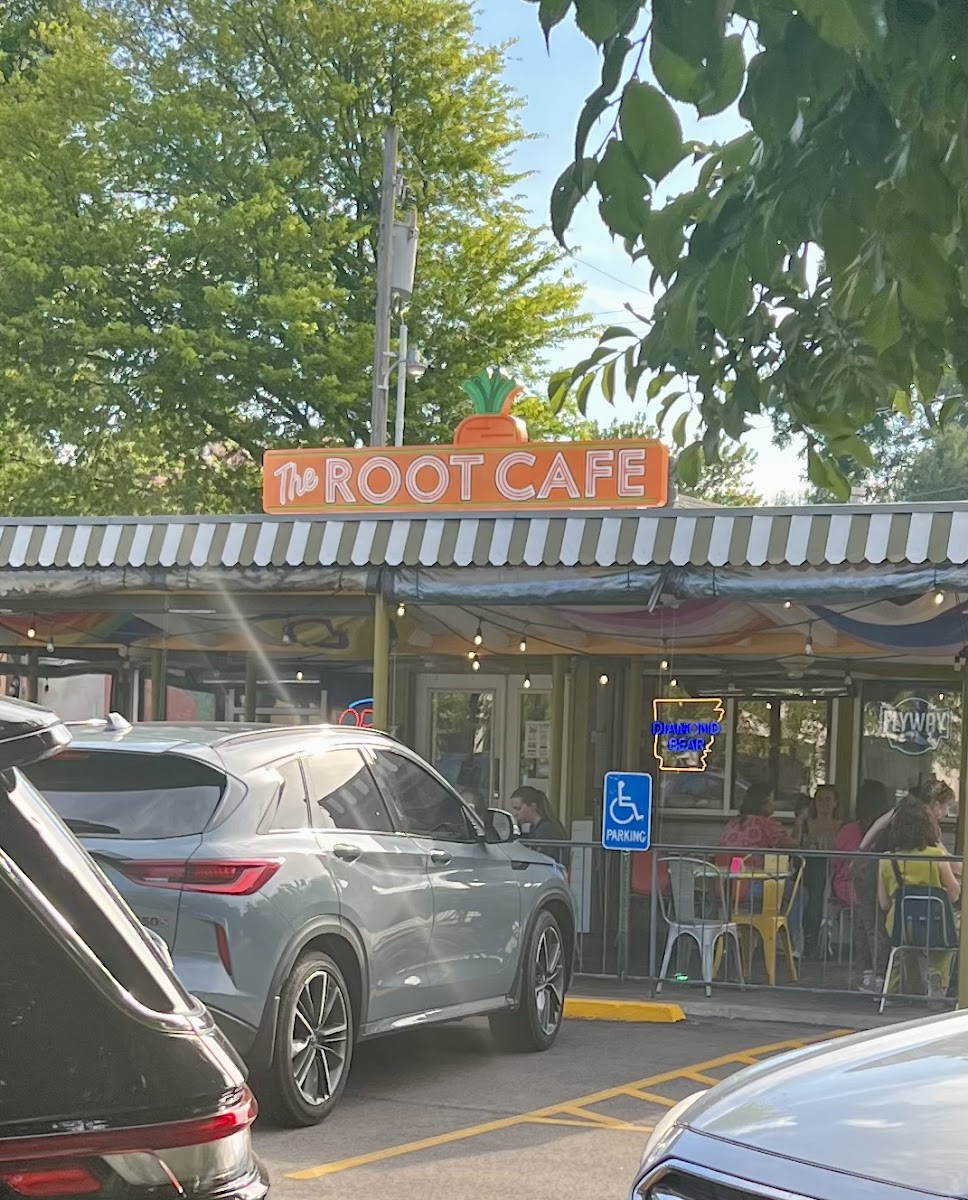 The ROOT CAFE
DIAMOND
BEAR
FLYWAY
PARKING